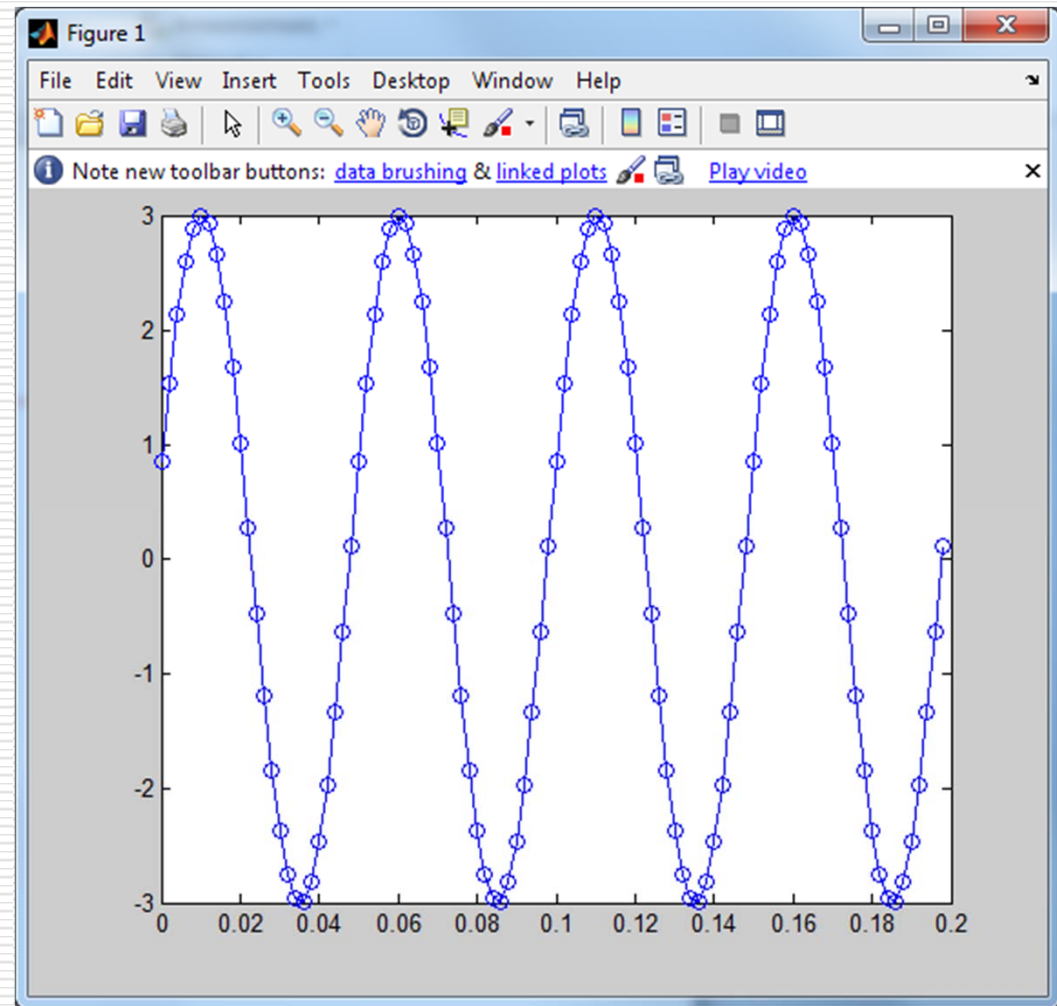 Figure 1
File Edit View Insert Tools Desktop Window Help
Note new toolbar buttons: data brushing & linked plots Play video
3
2
1
0
-1
-2
-3
0 0.02 0.04 0.06 0.08 0.1 0.12 0.14 0.16 0.18 0.2